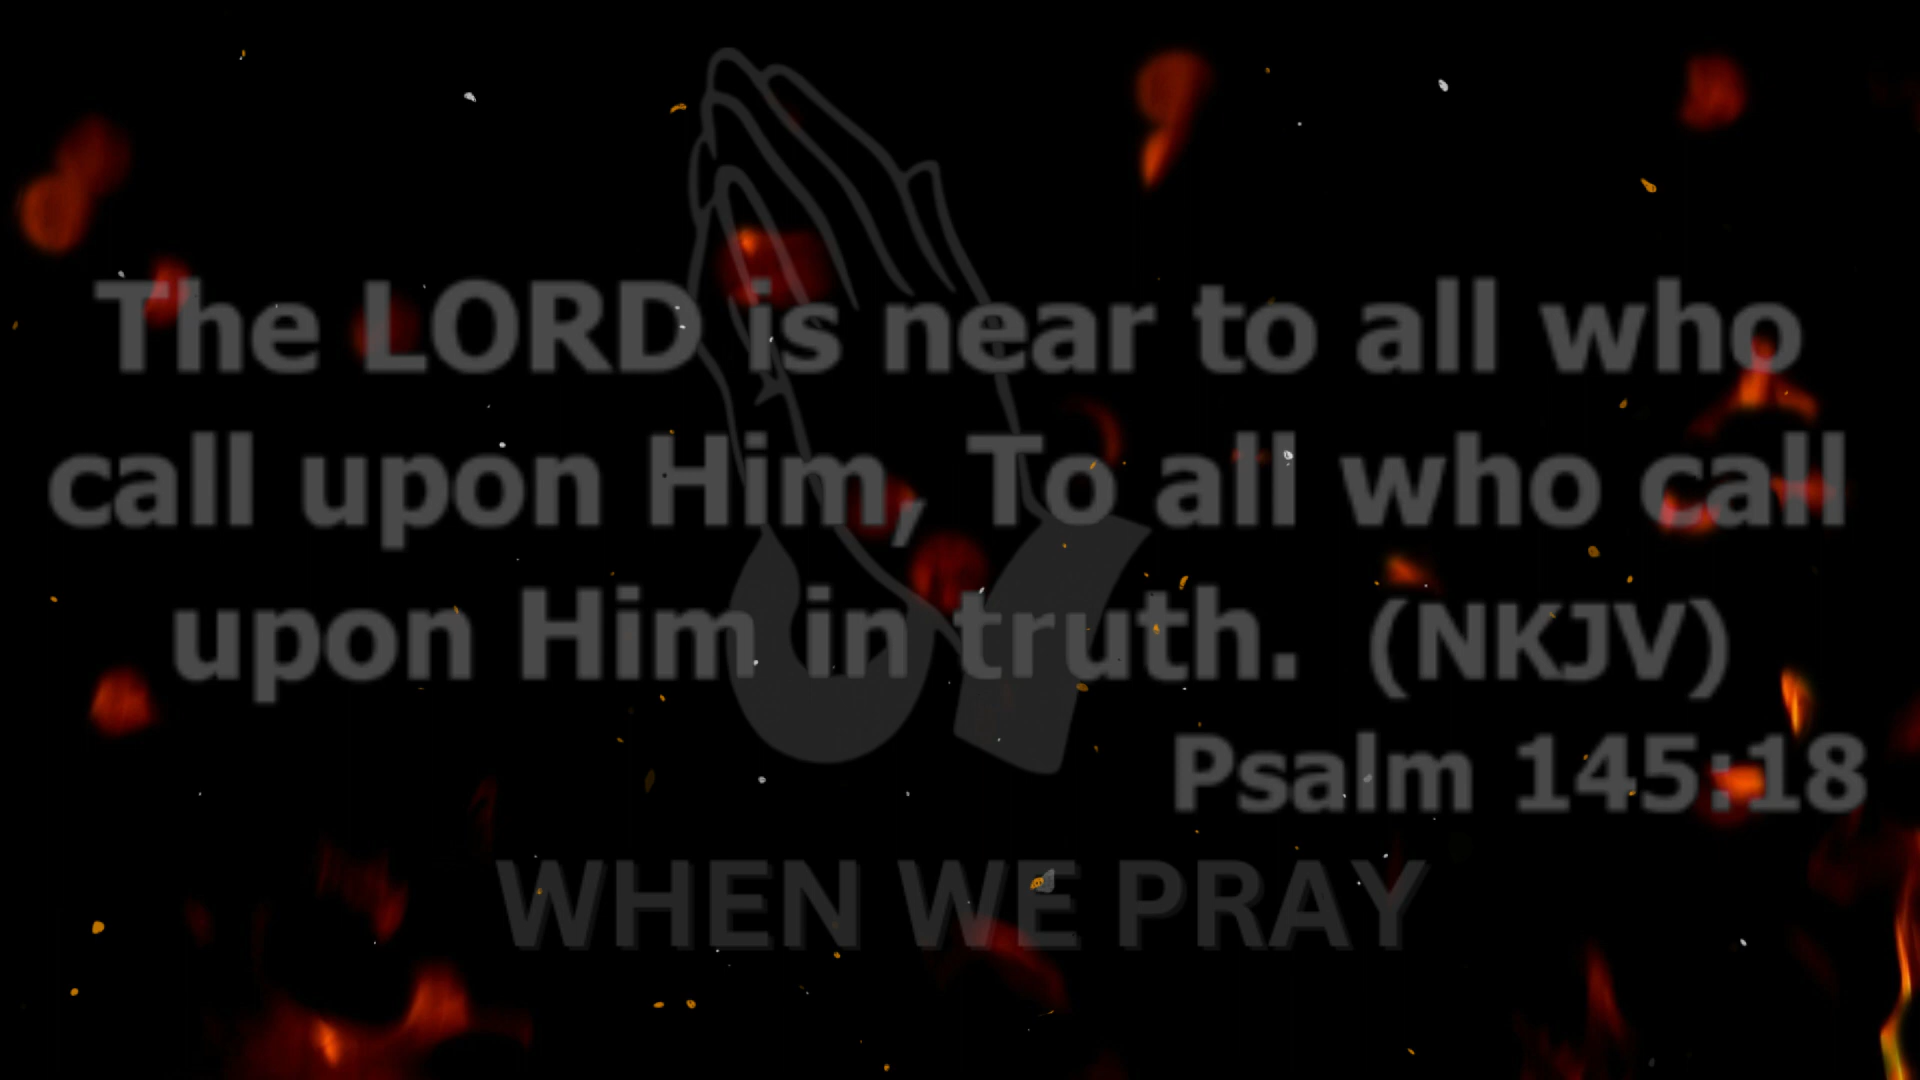 The LORD is near to all who
call upon Him, To all who call
upon Him in truth. (NKJV)
Psalm 145:18
WHEN WE PRAY